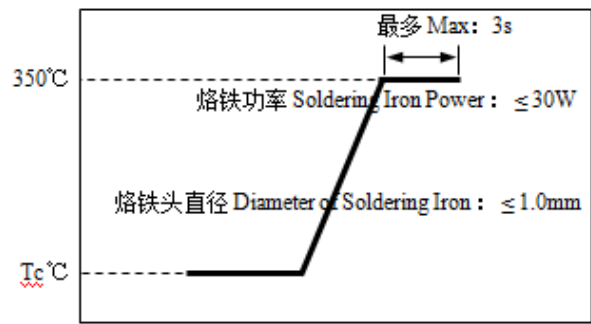 最多 Max：3s
350℃
烙铁功率 Soldering Iron Power：≤30W
烙铁头直径 Diameter of Soldering Iron：≤1.0mm
Tc℃